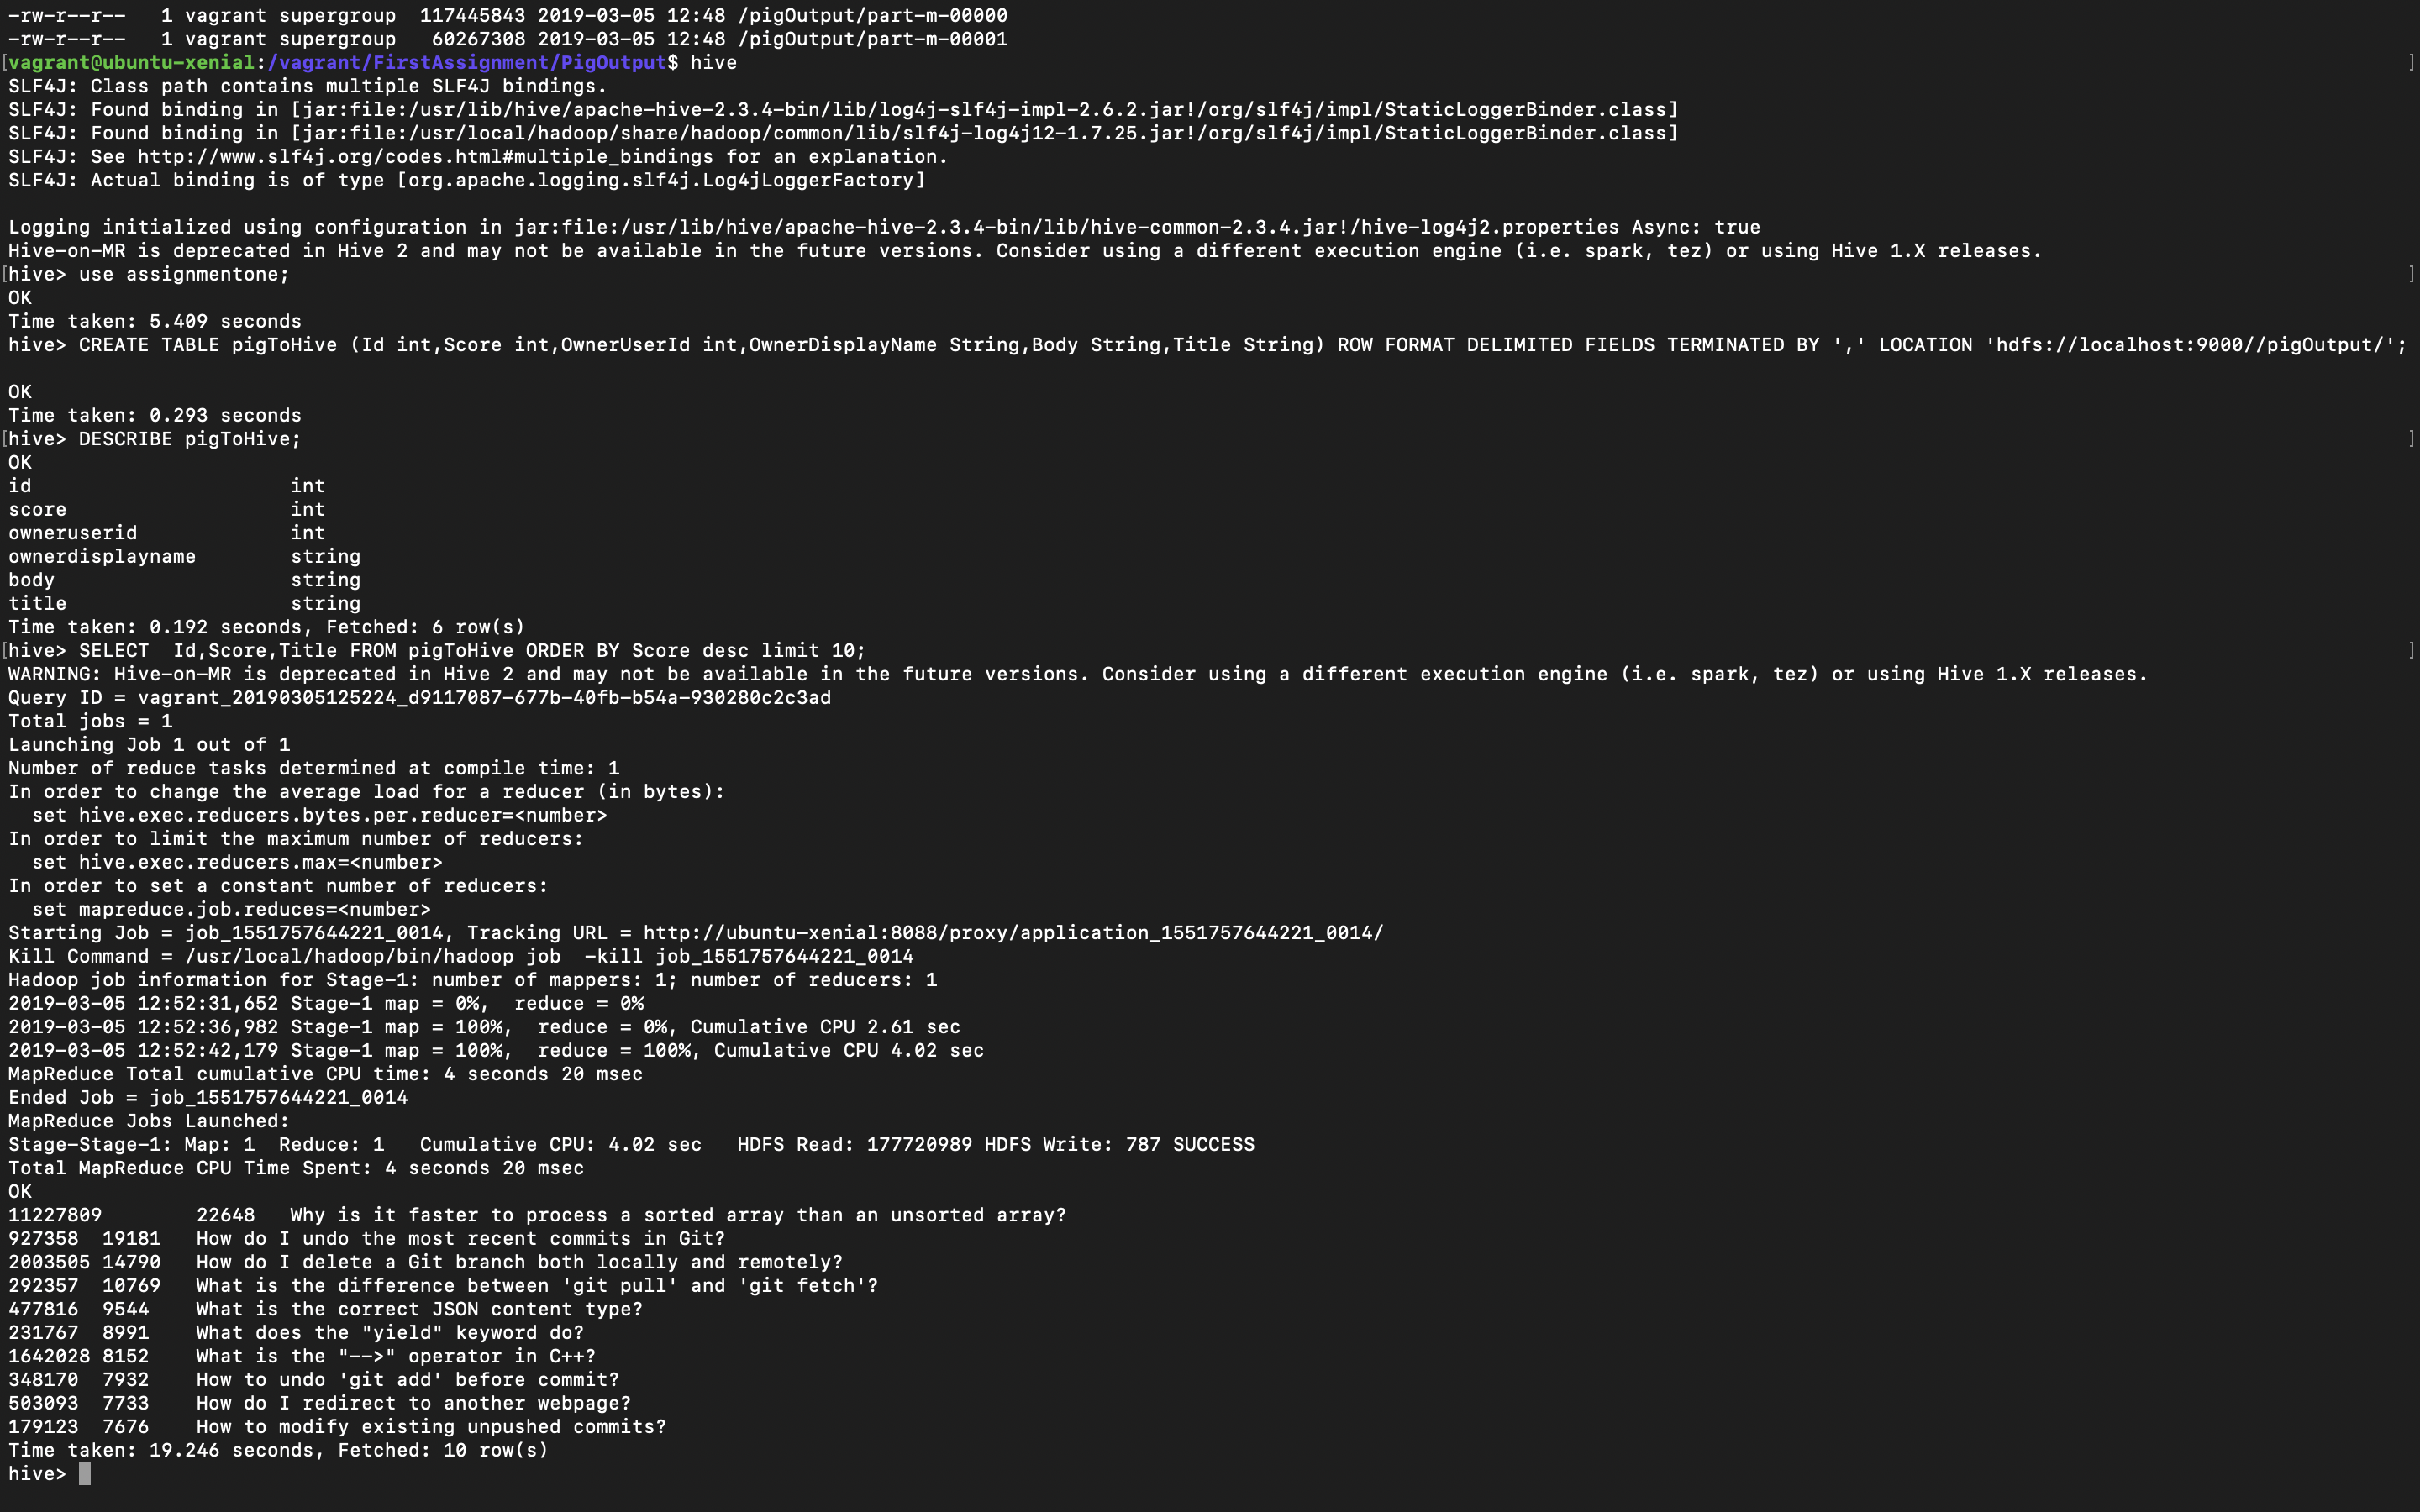 -rw-r--r--   1 vagrant supergroup  117445843 2019-03-05 12:48 /pigOutput/part-m-00000
-rw-r--r--   1 vagrant supergroup   60267308 2019-03-05 12:48 /pigOutput/part-m-00001
[vagrant@ubuntu-xenial:/vagrant/FirstAssignment/PigOutput$ hive ]
SLF4J: Class path contains multiple SLF4J bindings.
SLF4J: Found binding in [jar:file:/usr/lib/hive/apache-hive-2.3.4-bin/lib/log4j-slf4j-impl-2.6.2.jar!/org/slf4j/impl/StaticLoggerBinder.class]
SLF4J: Found binding in [jar:file:/usr/local/hadoop/share/hadoop/common/lib/slf4j-log4j12-1.7.25.jar!/org/slf4j/impl/StaticLoggerBinder.class]
SLF4J: See http://www.slf4j.org/codes.html#multiple_bindings for an explanation.
SLF4J: Actual binding is of type [org.apache.logging.slf4j.Log4jLoggerFactory]
Logging initialized using configuration in jar:file:/usr/lib/hive/apache-hive-2.3.4-bin/lib/hive-common-2.3.4.jar!/hive-log4j2.properties Async: true
Hive-on-MR is deprecated in Hive 2 and may not be available in the future versions. Consider using a different execution engine (i.e. spark, tez) or using Hive 1.X releases.
[hive> use assignmentone; ]
OK
Time taken: 5.409 seconds
hive> CREATE TABLE pigToHive (Id int,Score int,OwnerUserId int,OwnerDisplayName String,Body String,Title String) ROW FORMAT DELIMITED FIELDS TERMINATED BY ',' LOCATION 'hdfs://localhost:9000//pigOutput/';
OK
Time taken: 0.293 seconds
[hive> DESCRIBE pigToHive; ]
OK
id                      int
score                   int
owneruserid             int
ownerdisplayname        string
body                    string
title                   string
Time taken: 0.192 seconds, Fetched: 6 row(s)
[hive> SELECT  Id,Score,Title FROM pigToHive ORDER BY Score desc limit 10; ]
WARNING: Hive-on-MR is deprecated in Hive 2 and may not be available in the future versions. Consider using a different execution engine (i.e. spark, tez) or using Hive 1.X releases.
Query ID = vagrant_20190305125224_d9117087-677b-40fb-b54a-930280c2c3ad
Total jobs = 1
Launching Job 1 out of 1
Number of reduce tasks determined at compile time: 1
In order to change the average load for a reducer (in bytes):
  set hive.exec.reducers.bytes.per.reducer=<number>
In order to limit the maximum number of reducers:
  set hive.exec.reducers.max=<number>
In order to set a constant number of reducers:
  set mapreduce.job.reduces=<number>
Starting Job = job_1551757644221_0014, Tracking URL = http://ubuntu-xenial:8088/proxy/application_1551757644221_0014/
Kill Command = /usr/local/hadoop/bin/hadoop job  -kill job_1551757644221_0014
Hadoop job information for Stage-1: number of mappers: 1; number of reducers: 1
2019-03-05 12:52:31,652 Stage-1 map = 0%,  reduce = 0%
2019-03-05 12:52:36,982 Stage-1 map = 100%,  reduce = 0%, Cumulative CPU 2.61 sec
2019-03-05 12:52:42,179 Stage-1 map = 100%,  reduce = 100%, Cumulative CPU 4.02 sec
MapReduce Total cumulative CPU time: 4 seconds 20 msec
Ended Job = job_1551757644221_0014
MapReduce Jobs Launched:
Stage-Stage-1: Map: 1  Reduce: 1   Cumulative CPU: 4.02 sec   HDFS Read: 177720989 HDFS Write: 787 SUCCESS
Total MapReduce CPU Time Spent: 4 seconds 20 msec
OK
11227809        22648   Why is it faster to process a sorted array than an unsorted array?
927358  19181   How do I undo the most recent commits in Git?
2003505 14790   How do I delete a Git branch both locally and remotely?
292357  10769   What is the difference between 'git pull' and 'git fetch'?
477816  9544    What is the correct JSON content type?
231767  8991    What does the "yield" keyword do?
1642028 8152    What is the "-->" operator in C++?
348170  7932    How to undo 'git add' before commit?
503093  7733    How do I redirect to another webpage?
179123  7676    How to modify existing unpushed commits?
Time taken: 19.246 seconds, Fetched: 10 row(s)
hive>